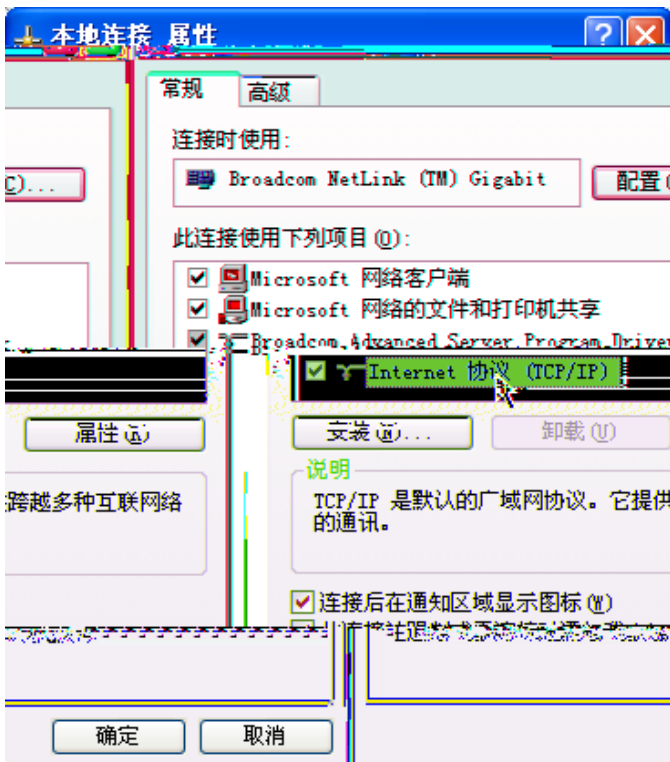 本地连接 属性
常规
高级
连接时使用:
Broadcom NetLink (TM) Gigabit
配置(
C)...
此连接使用下列项目(O):
Microsoft 网络客户端
Microsoft 网络的文件和打印机共享
Broadcom Advanced Server Program Driver
Internet 协议 (TCP/IP)
安装(N)...
卸载(U)
属性(R)
说明
TCP/IP 是默认的广域网协议。它提供
跨越多种互联网络
的通讯。
连接后在通知区域显示图标(W)
确定
取消